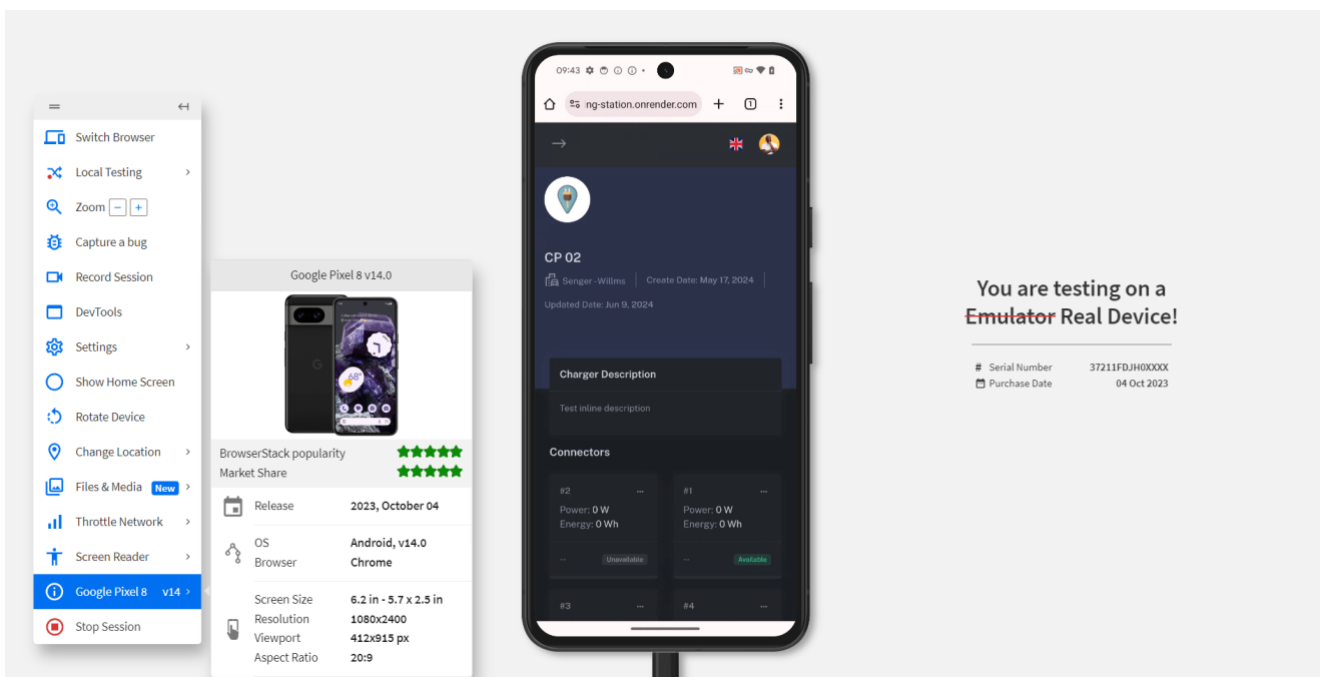 Switch Browser
Local Testing
Zoom
Capture a bug
Record Session
DevTools
Settings
Show Home Screen
Rotate Device
Change Location
Files & Media New
Throttle Network
Screen Reader
Google Pixel 8 v14
Stop Session
Google Pixel 8 v14.0
BrowserStack popularity
Market Share
Release 2023, October 04
OS Android, v14.0
Browser Chrome
Screen Size 6.2 in - 5.7 x 2.5 in
Resolution 1080x2400
Viewport 412x915 px
Aspect Ratio 20:9
09:43
ng-station.onrender.com
1
CP 02
Senger-Willms Create Date: May 17, 2024
Updated Date: Jun 9, 2024
Charger Description
Test inline description
Connectors
#2 ... #1 ...
Power: 0 W Power: 0 W
Energy: 0 Wh Energy: 0 Wh
... Unavailable ... Available
#3 ... #4 ...
You are testing on a
Emulator Real Device!
# Serial Number 37211FDJH0XXXX
Purchase Date 04 Oct 2023